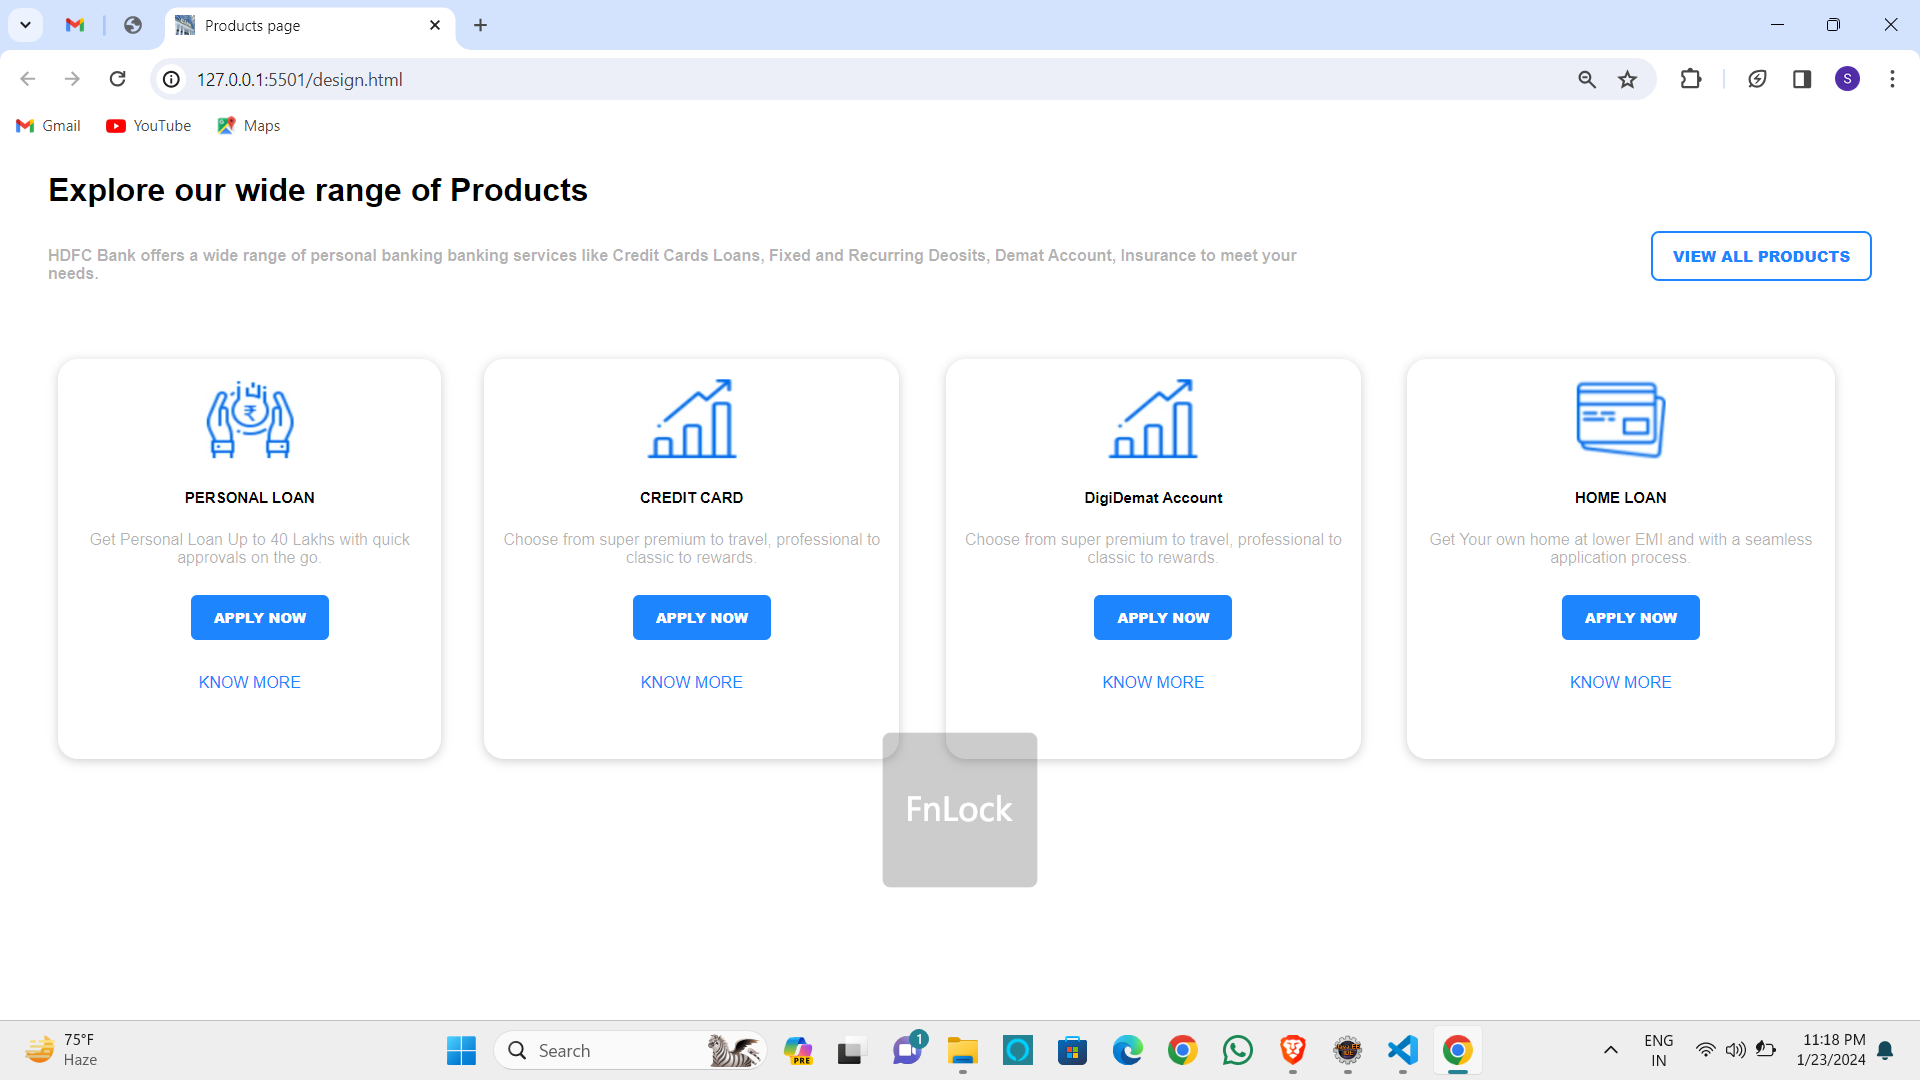 Products page
127.0.0.1:5501/design.html
S
Gmail
YouTube
Maps
Explore our wide range of Products
HDFC Bank offers a wide range of personal banking banking services like Credit Cards Loans, Fixed and Recurring Deosits, Demat Account, Insurance to meet your
needs.
VIEW ALL PRODUCTS
₹
PERSONAL LOAN
Get Personal Loan Up to 40 Lakhs with quick
approvals on the go.
APPLY NOW
KNOW MORE
CREDIT CARD
Choose from super premium to travel, professional to
classic to rewards.
APPLY NOW
KNOW MORE
DigiDemat Account
Choose from super premium to travel, professional to
classic to rewards.
APPLY NOW
KNOW MORE
HOME LOAN
Get Your own home at lower EMI and with a seamless
application process.
APPLY NOW
KNOW MORE
FnLock
75°F
Haze
Search
PRE
1
ENG
IN
11:18 PM
1/23/2024